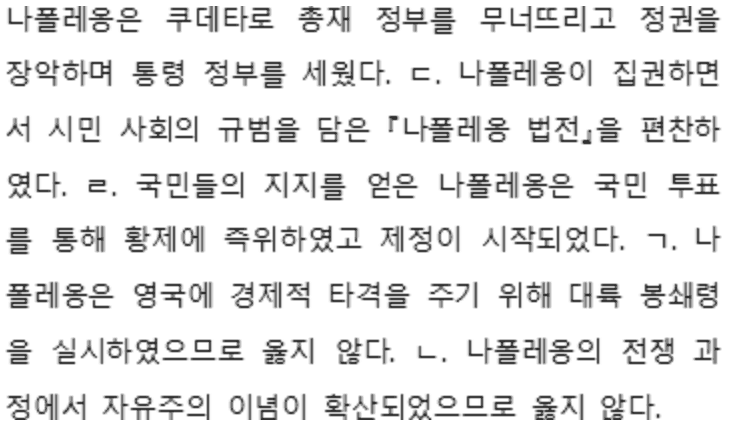 나폴레옹은 쿠데타로 총재 정부를 무너뜨리고 정권을
장악하며 통령 정부를 세웠다. ㄷ. 나폴레옹이 집권하면
서 시민 사회의 규범을 담은 『나폴레옹 법전』을 편찬하
였다. ㄹ. 국민들의 지지를 얻은 나폴레옹은 국민 투표
를 통해 황제에 즉위하였고 제정이 시작되었다. ㄱ. 나
폴레옹은 영국에 경제적 타격을 주기 위해 대륙 봉쇄령
을 실시하였으므로 옳지 않다. ㄴ. 나폴레옹의 전쟁 과
정에서 자유주의 이념이 확산되었으므로 옳지 않다.